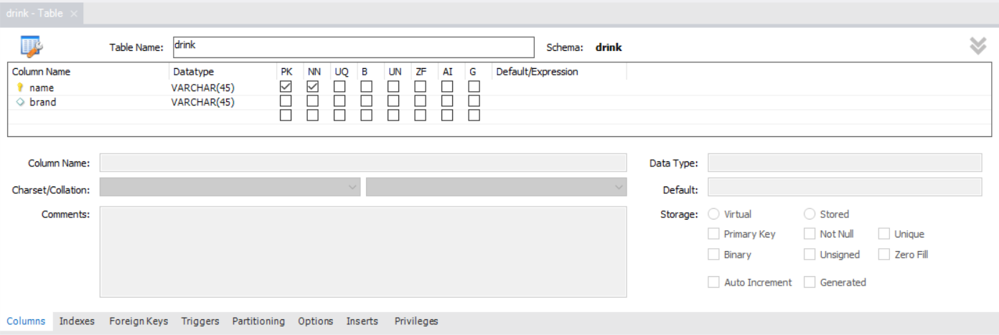 drink - Table ×
Table Name: drink Schema: drink
Column Name Datatype PK NN UQ B UN ZF AI G Default/Expression
name VARCHAR(45)
brand VARCHAR(45)
Column Name: Data Type:
Charset/Collation: Default:
Comments: Storage: Virtual Stored
Primary Key Not Null Unique
Binary Unsigned Zero Fill
Auto Increment Generated
Columns Indexes Foreign Keys Triggers Partitioning Options Inserts Privileges